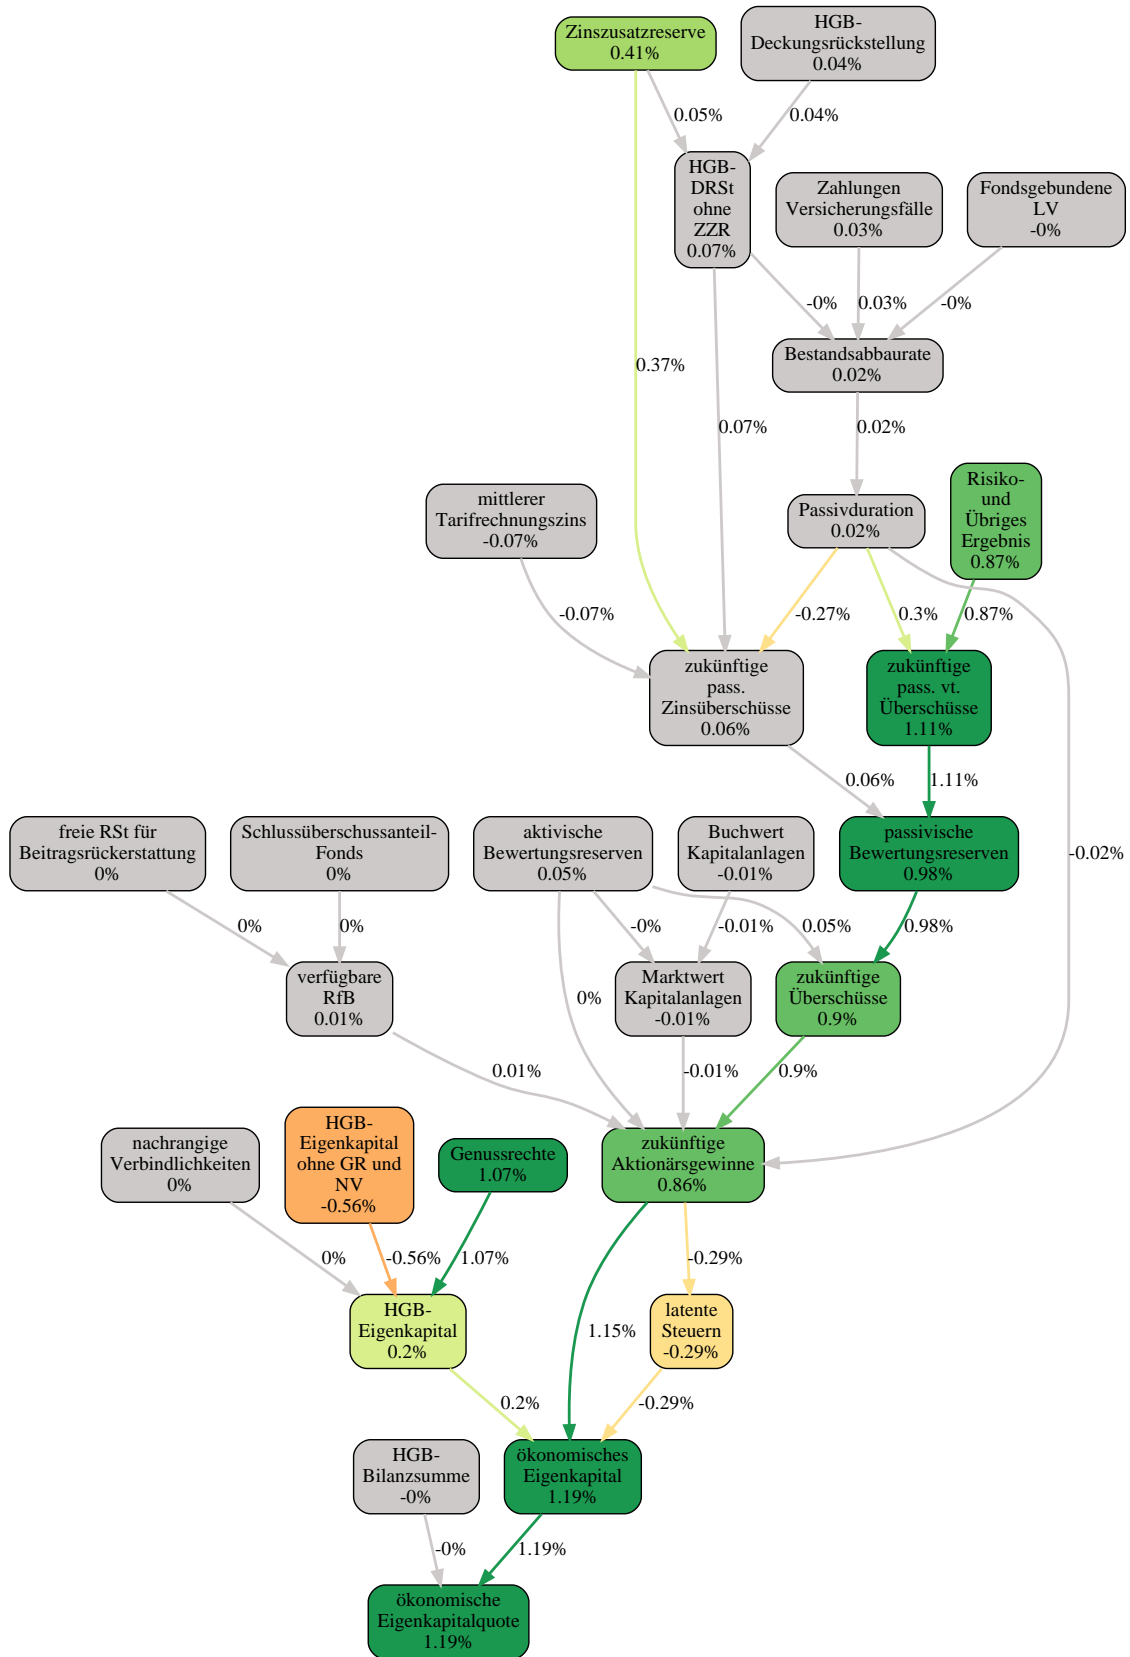 Zinszusatzreserve
0.41%
HGB-
Deckungsrückstellung
0.04%
0.05%
0.04%
HGB-
DRSt
ohne
ZZR
0.07%
Zahlungen
Versicherungsfälle
0.03%
Fondsgebundene
LV
-0%
-0%
0.03%
-0%
Bestandsabbaurate
0.02%
0.37%
0.07%
0.02%
mittlerer
Tarifrechnungszins
-0.07%
Passivduration
0.02%
Risiko-
und
Übriges
Ergebnis
0.87%
-0.07%
-0.27%
0.3%
0.87%
zukünftige
pass.
Zinsüberschüsse
0.06%
zukünftige
pass. vt.
Überschüsse
1.11%
0.06%
1.11%
freie RSt für
Beitragsrückerstattung
0%
Schlussüberschussanteil-
Fonds
0%
aktivische
Bewertungsreserven
0.05%
Buchwert
Kapitalanlagen
-0.01%
passivische
Bewertungsreserven
0.98%
-0.02%
0%
0%
-0%
-0.01%
0.05%
0.98%
verfügbare
RfB
0.01%
0%
Marktwert
Kapitalanlagen
-0.01%
zukünftige
Überschüsse
0.9%
0.01%
-0.01%
0.9%
nachrangige
Verbindlichkeiten
0%
HGB-
Eigenkapital
ohne GR und
NV
-0.56%
Genussrechte
1.07%
zukünftige
Aktionärsgewinne
0.86%
0%
-0.56%
1.07%
-0.29%
HGB-
Eigenkapital
0.2%
1.15%
latente
Steuern
-0.29%
0.2%
-0.29%
HGB-
Bilanzsumme
-0%
ökonomisches
Eigenkapital
1.19%
-0%
1.19%
ökonomische
Eigenkapitalquote
1.19%